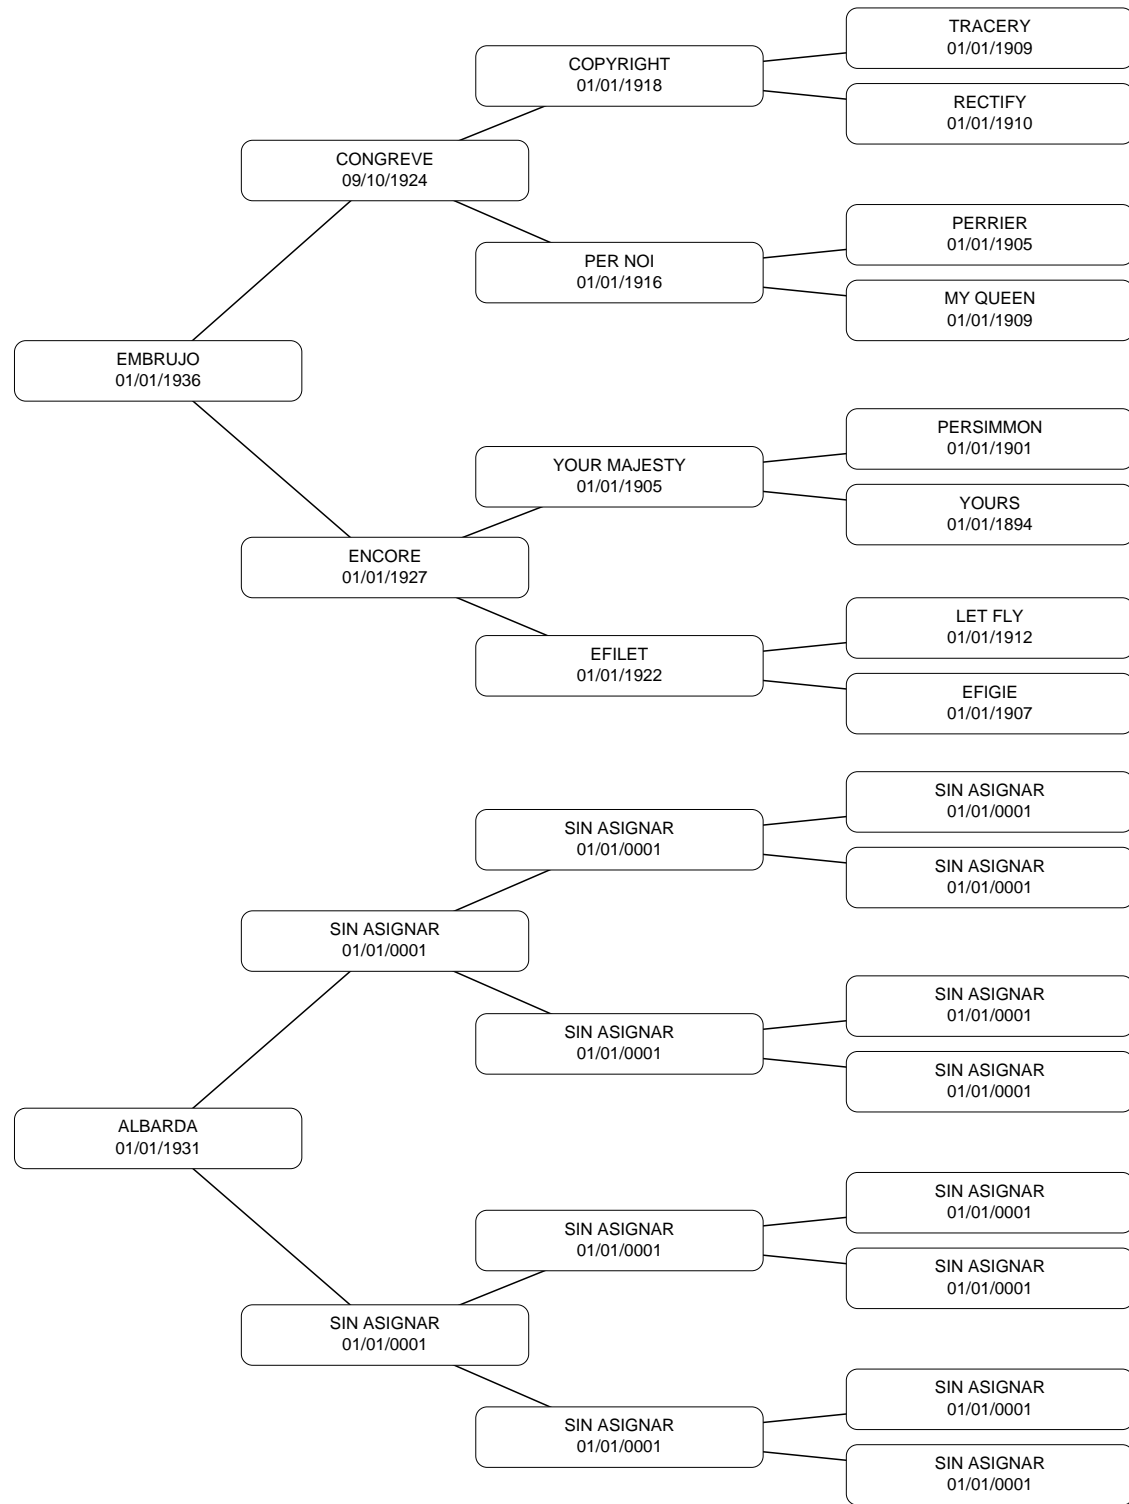 TRACERY
01/01/1909
COPYRIGHT
01/01/1918
RECTIFY
01/01/1910
CONGREVE
09/10/1924
PERRIER
01/01/1905
PER NOI
01/01/1916
MY QUEEN
01/01/1909
EMBRUJO
01/01/1936
PERSIMMON
01/01/1901
YOUR MAJESTY
01/01/1905
YOURS
01/01/1894
ENCORE
01/01/1927
LET FLY
01/01/1912
EFILET
01/01/1922
EFIGIE
01/01/1907
SIN ASIGNAR
01/01/0001
SIN ASIGNAR
01/01/0001
SIN ASIGNAR
01/01/0001
SIN ASIGNAR
01/01/0001
SIN ASIGNAR
01/01/0001
SIN ASIGNAR
01/01/0001
SIN ASIGNAR
01/01/0001
ALBARDA
01/01/1931
SIN ASIGNAR
01/01/0001
SIN ASIGNAR
01/01/0001
SIN ASIGNAR
01/01/0001
SIN ASIGNAR
01/01/0001
SIN ASIGNAR
01/01/0001
SIN ASIGNAR
01/01/0001
SIN ASIGNAR
01/01/0001